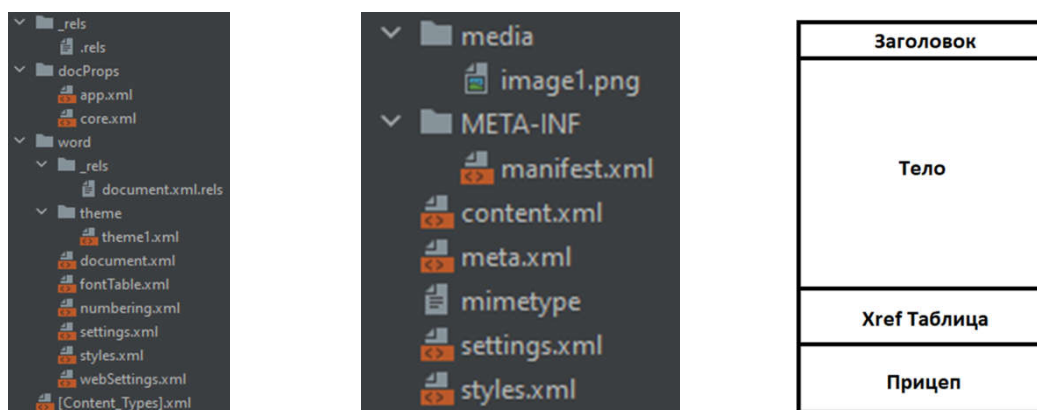 _rels
.rels
docProps
app.xml
core.xml
word
_rels
document.xml.rels
theme
theme1.xml
document.xml
fontTable.xml
numbering.xml
settings.xml
styles.xml
webSettings.xml
[Content_Types].xml
media
image1.png
META-INF
manifest.xml
content.xml
meta.xml
mimetype
settings.xml
styles.xml
Заголовок
Тело
Xref Таблица
Прицеп